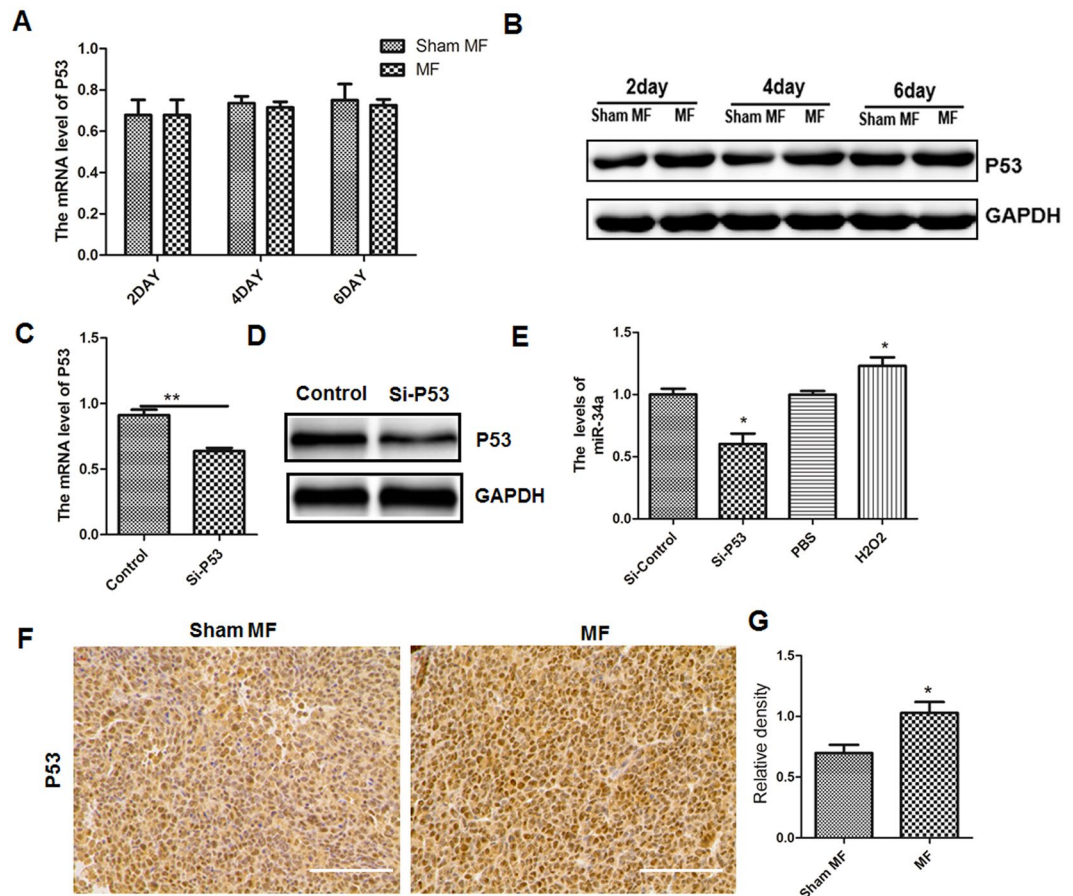 A
The mRNA level of P53
1.0
0.8
0.6
0.4
0.2
0.0
Sham MF
MF
2DAY
4DAY
6DAY
B
2day
4day
6day
Sham MF
MF
Sham MF
MF
Sham MF
MF
P53
GAPDH
C
The mRNA level of P53
1.5
1.0
0.5
0.0
**
Control
Si-P53
D
Control
Si-P53
P53
GAPDH
E
The levels of
miR-34a
1.5
1.0
0.5
0.0
*
*
Si-Control
Si-P53
PBS
H2O2
F
Sham MF
MF
P53
G
Relative density
1.5
1.0
0.5
0.0
*
Sham MF
MF